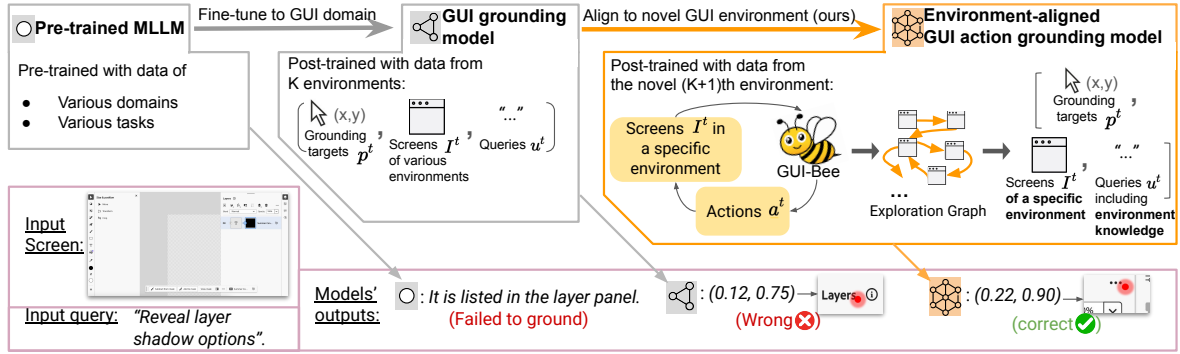 Pre-trained MLLM
Fine-tune to GUI domain
GUI grounding
model
Align to novel GUI environment (ours)
Environment-aligned
GUI action grounding model
Pre-trained with data of
● Various domains
● Various tasks
Post-trained with data from
K environments:
(x,y)
Grounding
targets p^t
,
Screens I^t
of various
environments
,
“...”
Queries u^t
Post-trained with data from
the novel (K+1)th environment:
Screens I^t in
a specific
environment
GUI-Bee
Actions a^t
...
Exploration Graph
(x,y)
Grounding
targets p^t
,
Screens I^t
of a specific
environment
,
“...”
Queries u^t
including
environment
knowledge
Input
Screen:
Layers
Input query:
“Reveal layer
shadow options”.
Models’
outputs:
: It is listed in the layer panel.
(Failed to ground)
: (0.12, 0.75)
Layers
(Wrong
: (0.22, 0.90)
...
(correct